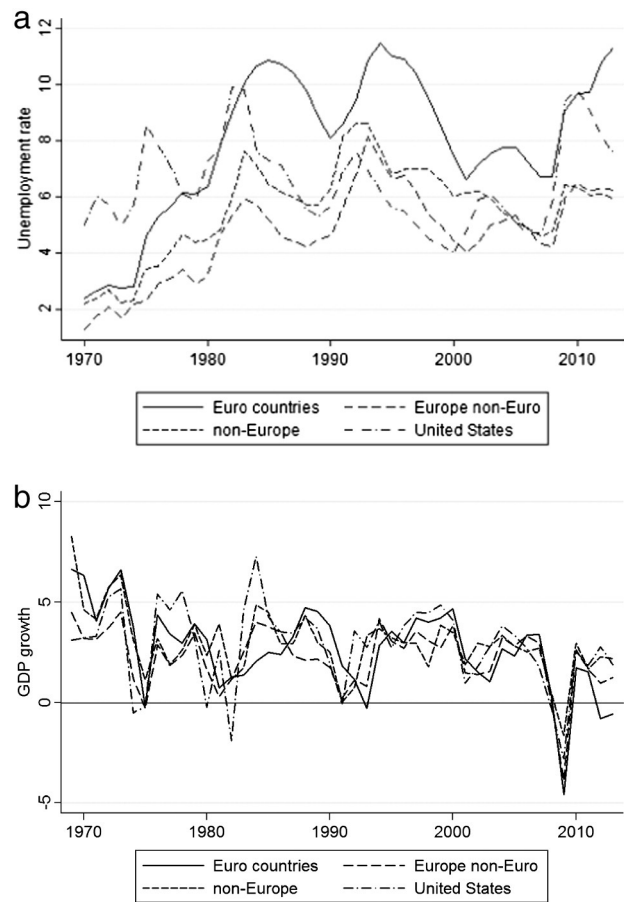 a
12
10
8
6
4
2
Unemployment rate
1970 1980 1990 2000 2010
Euro countries Europe non-Euro
non-Europe United States
b
10
5
0
-5
GDP growth
1970 1980 1990 2000 2010
Euro countries Europe non-Euro
non-Europe United States